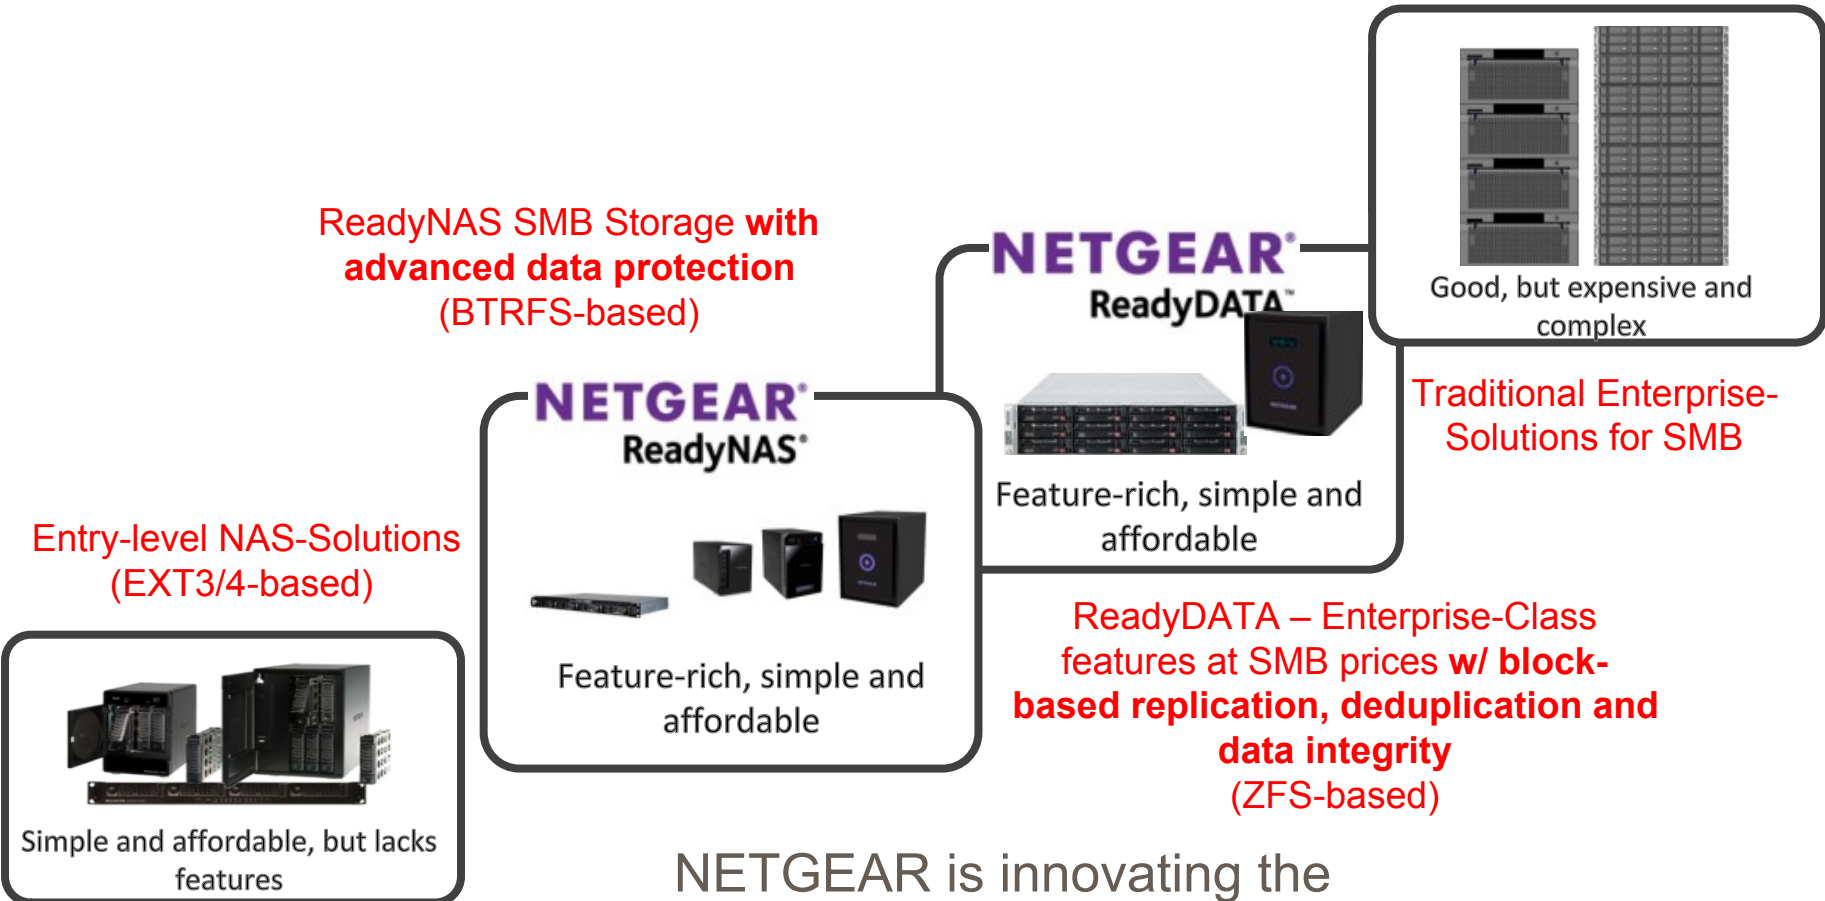 ReadyNAS SMB Storage with
advanced data protection
(BTRFS-based)
NETGEAR®
ReadyDATA™
Good, but expensive and
complex
Traditional Enterprise-
Solutions for SMB
NETGEAR®
ReadyNAS®
Feature-rich, simple and
affordable
Entry-level NAS-Solutions
(EXT3/4-based)
Feature-rich, simple and
affordable
ReadyDATA – Enterprise-Class
features at SMB prices w/ block-
based replication, deduplication and
data integrity
(ZFS-based)
Simple and affordable, but lacks
features
NETGEAR is innovating the